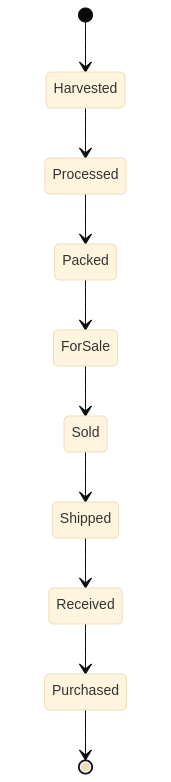 Harvested
Processed
Packed
ForSale
Sold
Shipped
Received
Purchased